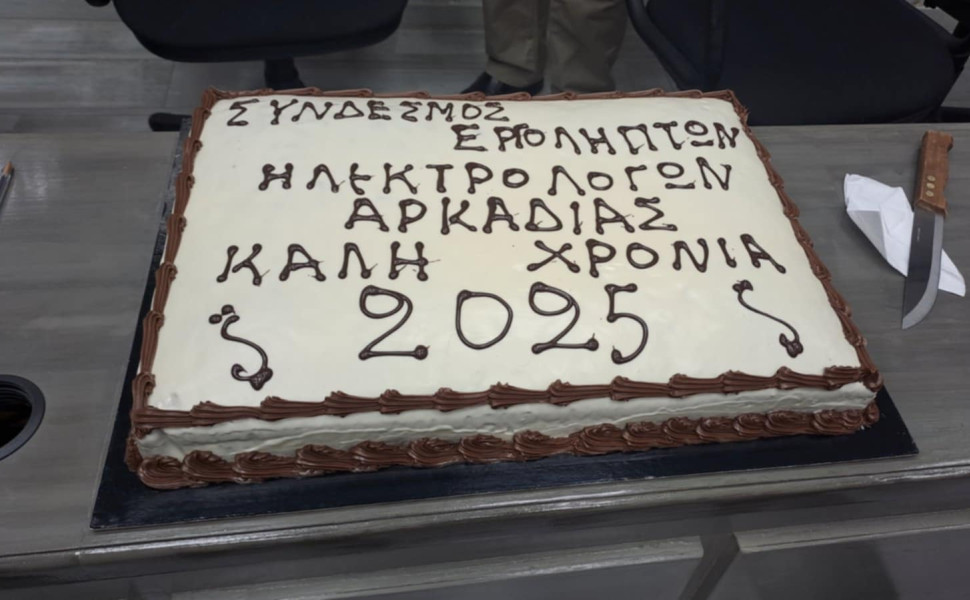 ΣΥΝΔΕΣΜΟΣ
ΕΡΓΟΛΗΠΤΩΝ
ΗΛΕΚΤΡΟΛΟΓΩΝ
ΑΡΚΑΔΙΑΣ
ΚΑΛΗ ΧΡΟΝΙΑ
2025